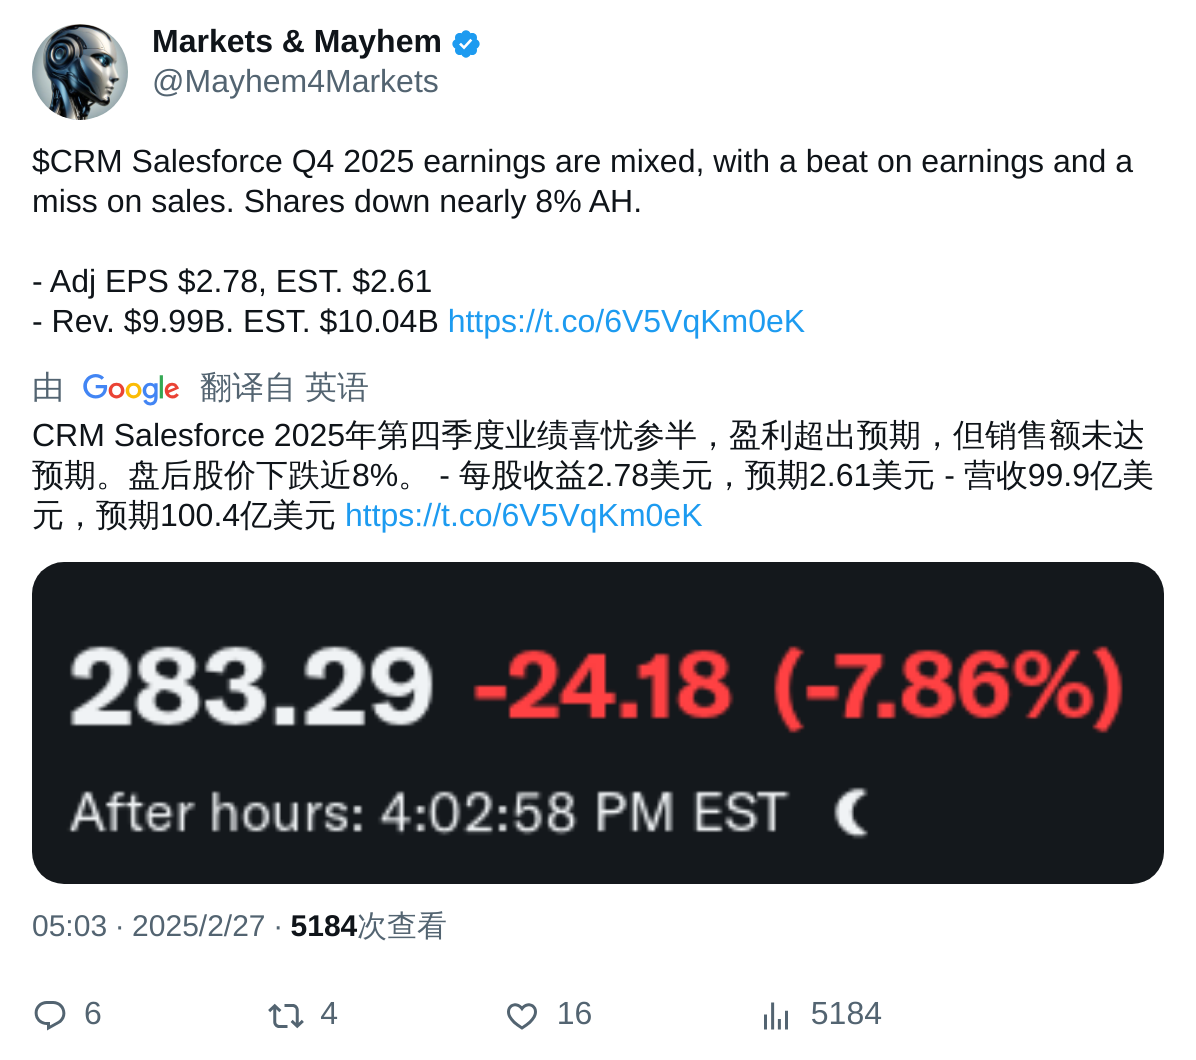 Markets & Mayhem
@Mayhem4Markets
$CRM Salesforce Q4 2025 earnings are mixed, with a beat on earnings and a
miss on sales. Shares down nearly 8% AH.
- Adj EPS $2.78, EST. $2.61
- Rev. $9.99B. EST. $10.04B https://t.co/6V5VqKm0eK
由 Google 翻译自 英语
CRM Salesforce 2025年第四季度业绩喜忧参半，盈利超出预期，但销售额未达
预期。盘后股价下跌近8%。 - 每股收益2.78美元，预期2.61美元 - 营收99.9亿美
元，预期100.4亿美元 https://t.co/6V5VqKm0eK
283.29 -24.18 (-7.86%)
After hours: 4:02:58 PM EST
05:03 · 2025/2/27 · 5184次查看
6 4 16 5184